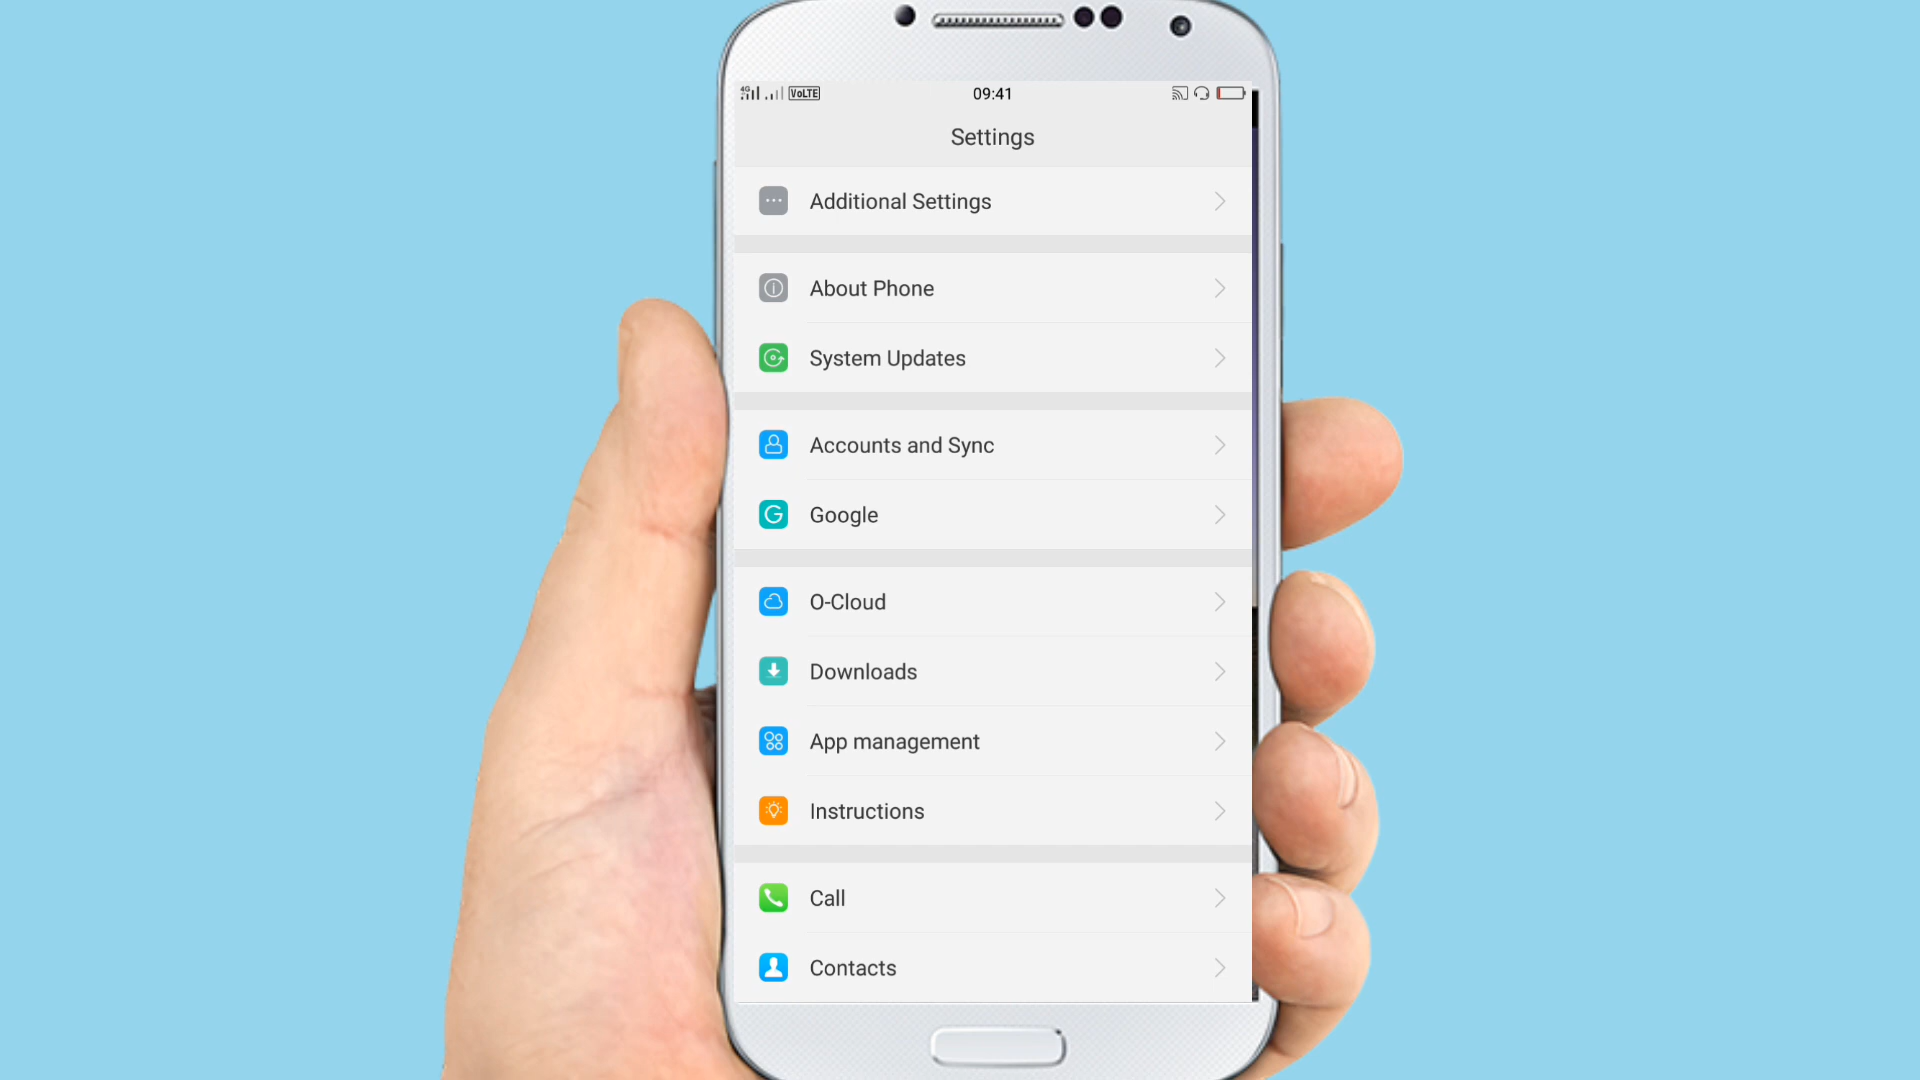 4G VoLTE 09:41
Settings
Additional Settings
About Phone
System Updates
Accounts and Sync
Google
O-Cloud
Downloads
App management
Instructions
Call
Contacts